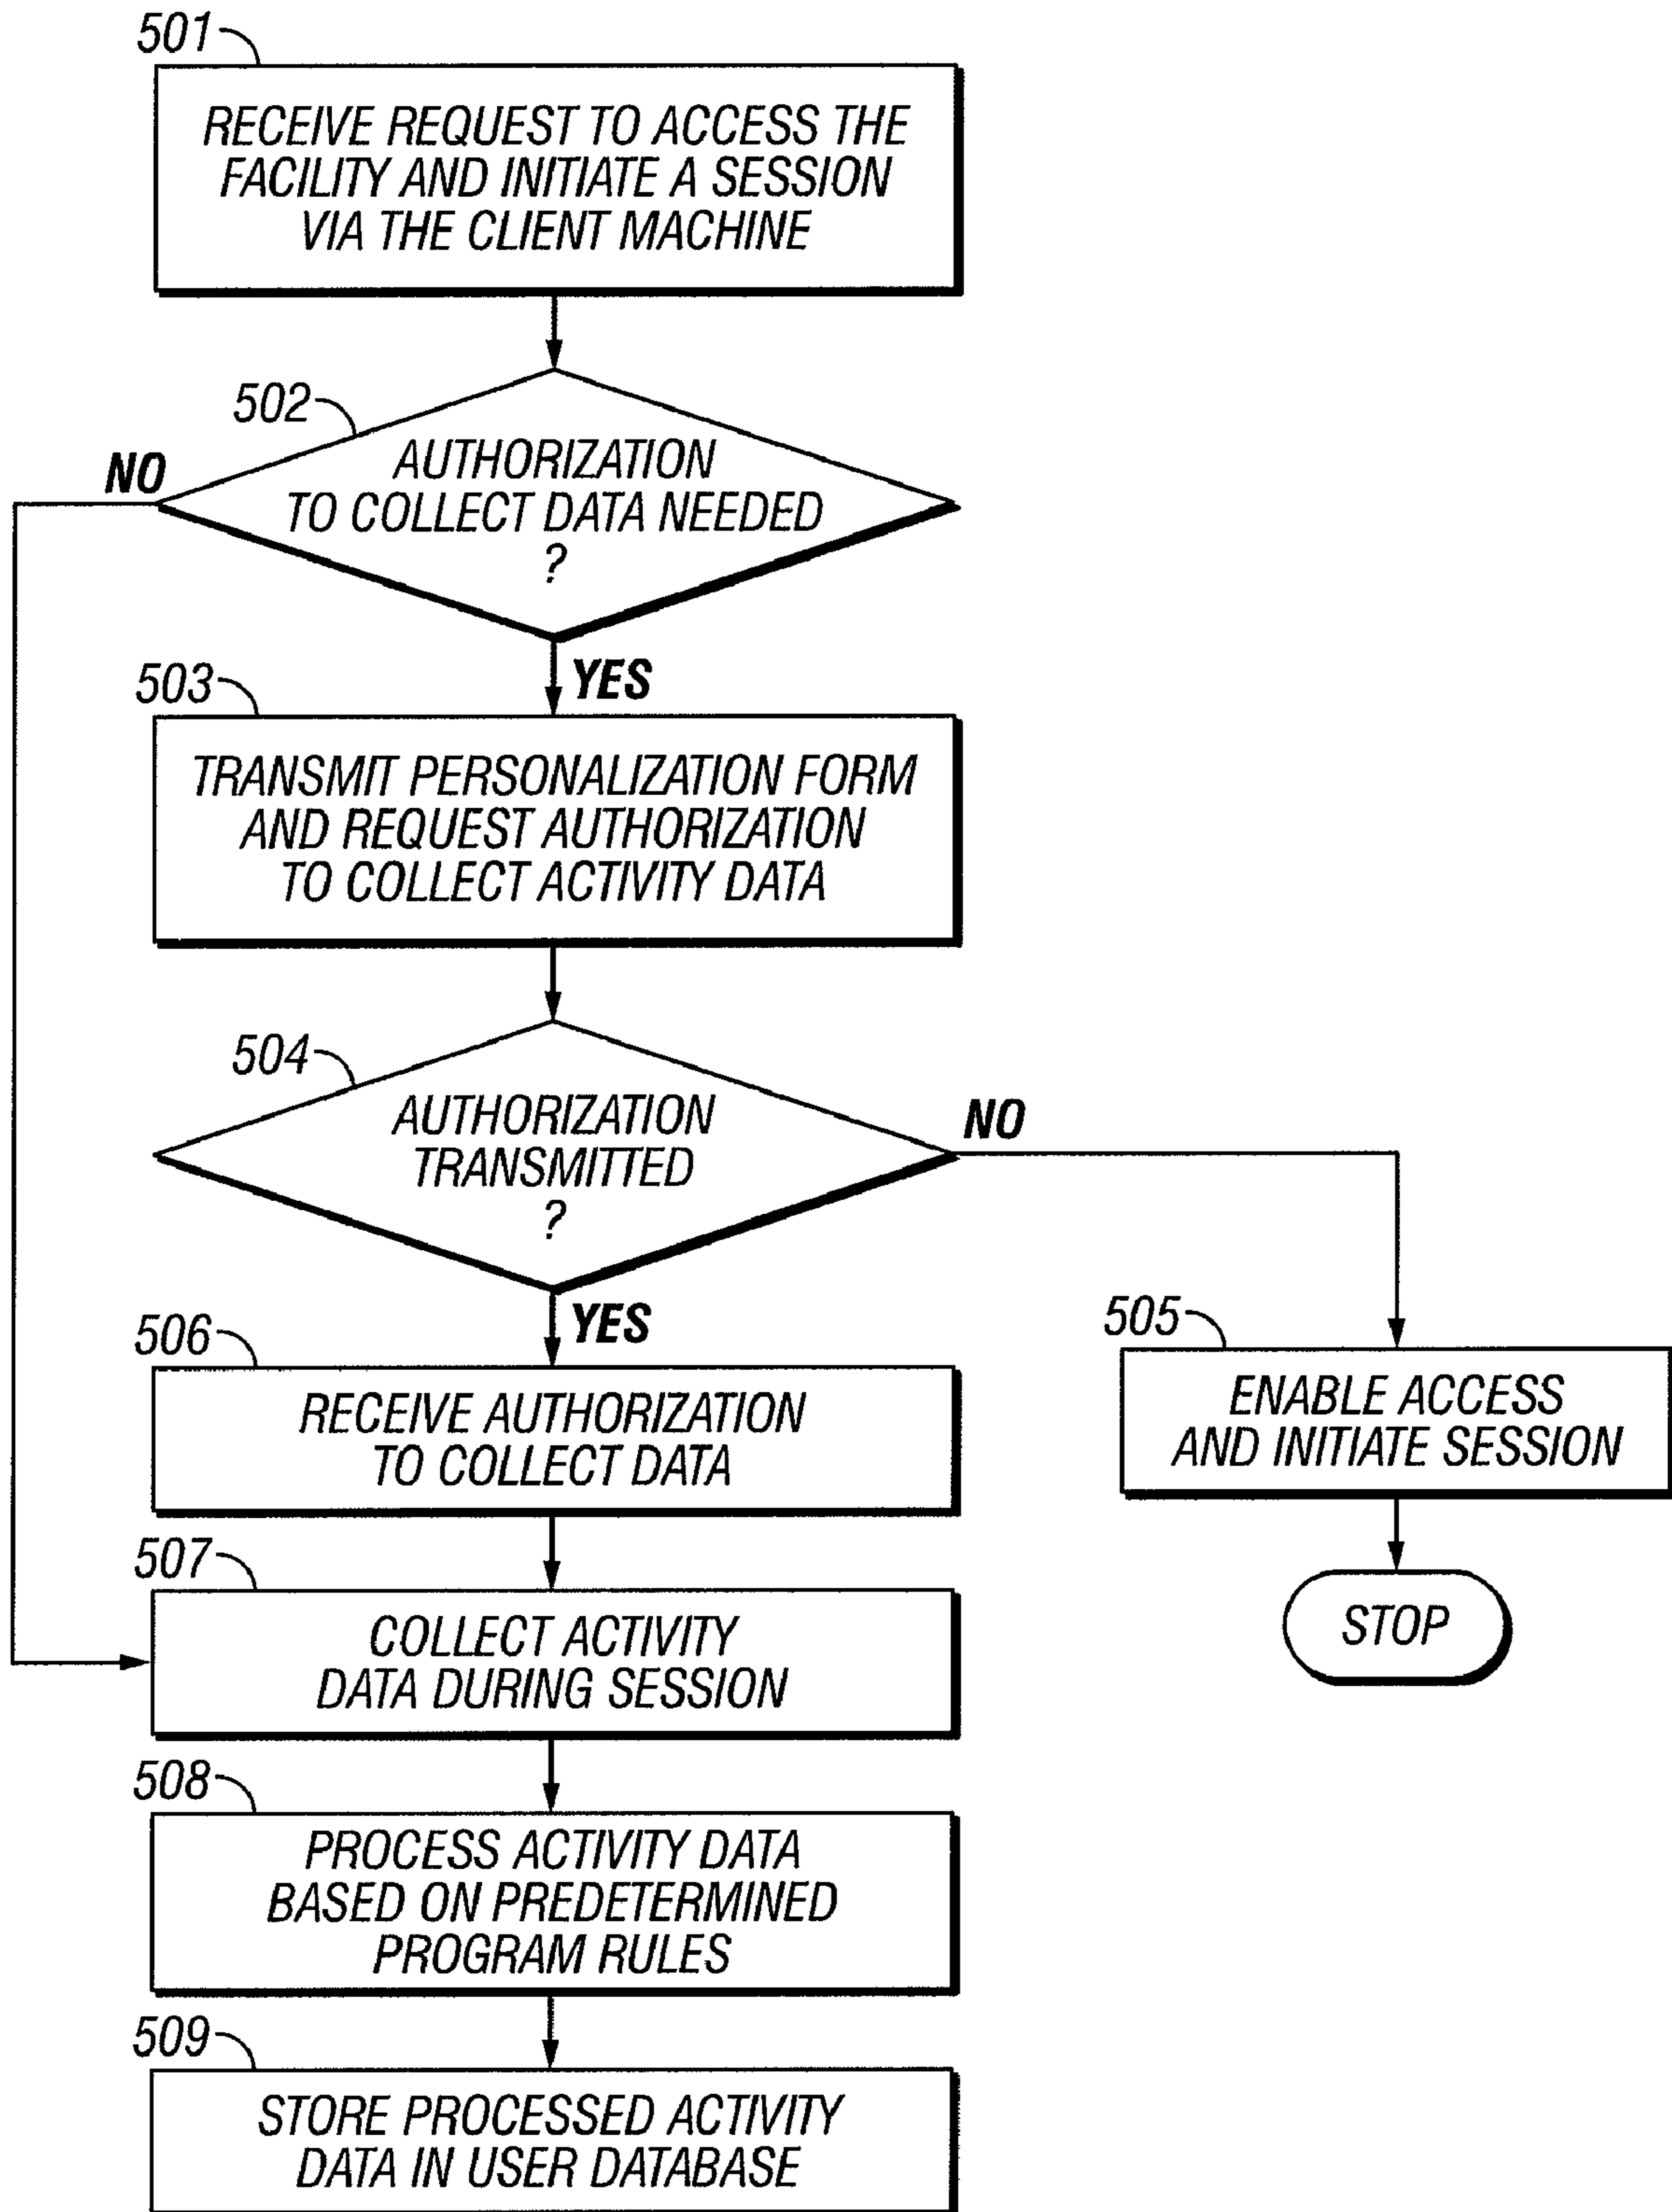 501
RECEIVE REQUEST TO ACCESS THE
FACILITY AND INITIATE A SESSION
VIA THE CLIENT MACHINE
502
NO
AUTHORIZATION
TO COLLECT DATA NEEDED
?
YES
503
TRANSMIT PERSONALIZATION FORM
AND REQUEST AUTHORIZATION
TO COLLECT ACTIVITY DATA
504
AUTHORIZATION
TRANSMITTED
?
NO
YES
505
ENABLE ACCESS
AND INITIATE SESSION
STOP
506
RECEIVE AUTHORIZATION
TO COLLECT DATA
507
COLLECT ACTIVITY
DATA DURING SESSION
508
PROCESS ACTIVITY DATA
BASED ON PREDETERMINED
PROGRAM RULES
509
STORE PROCESSED ACTIVITY
DATA IN USER DATABASE